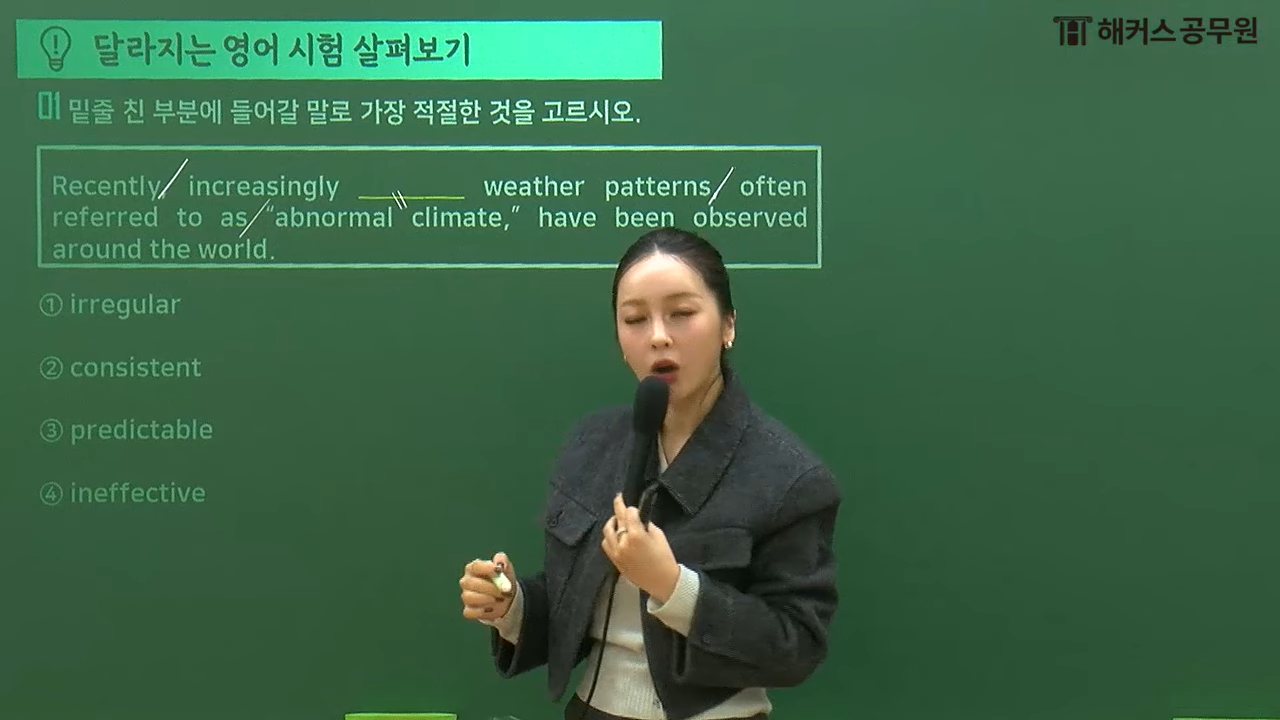 달라지는 영어 시험 살펴보기
해커스공무원
01 밑줄 친 부분에 들어갈 말로 가장 적절한 것을 고르시오.
Recently, increasingly ________ weather patterns, often
referred to as “abnormal climate,” have been observed
around the world.
① irregular
② consistent
③ predictable
④ ineffective